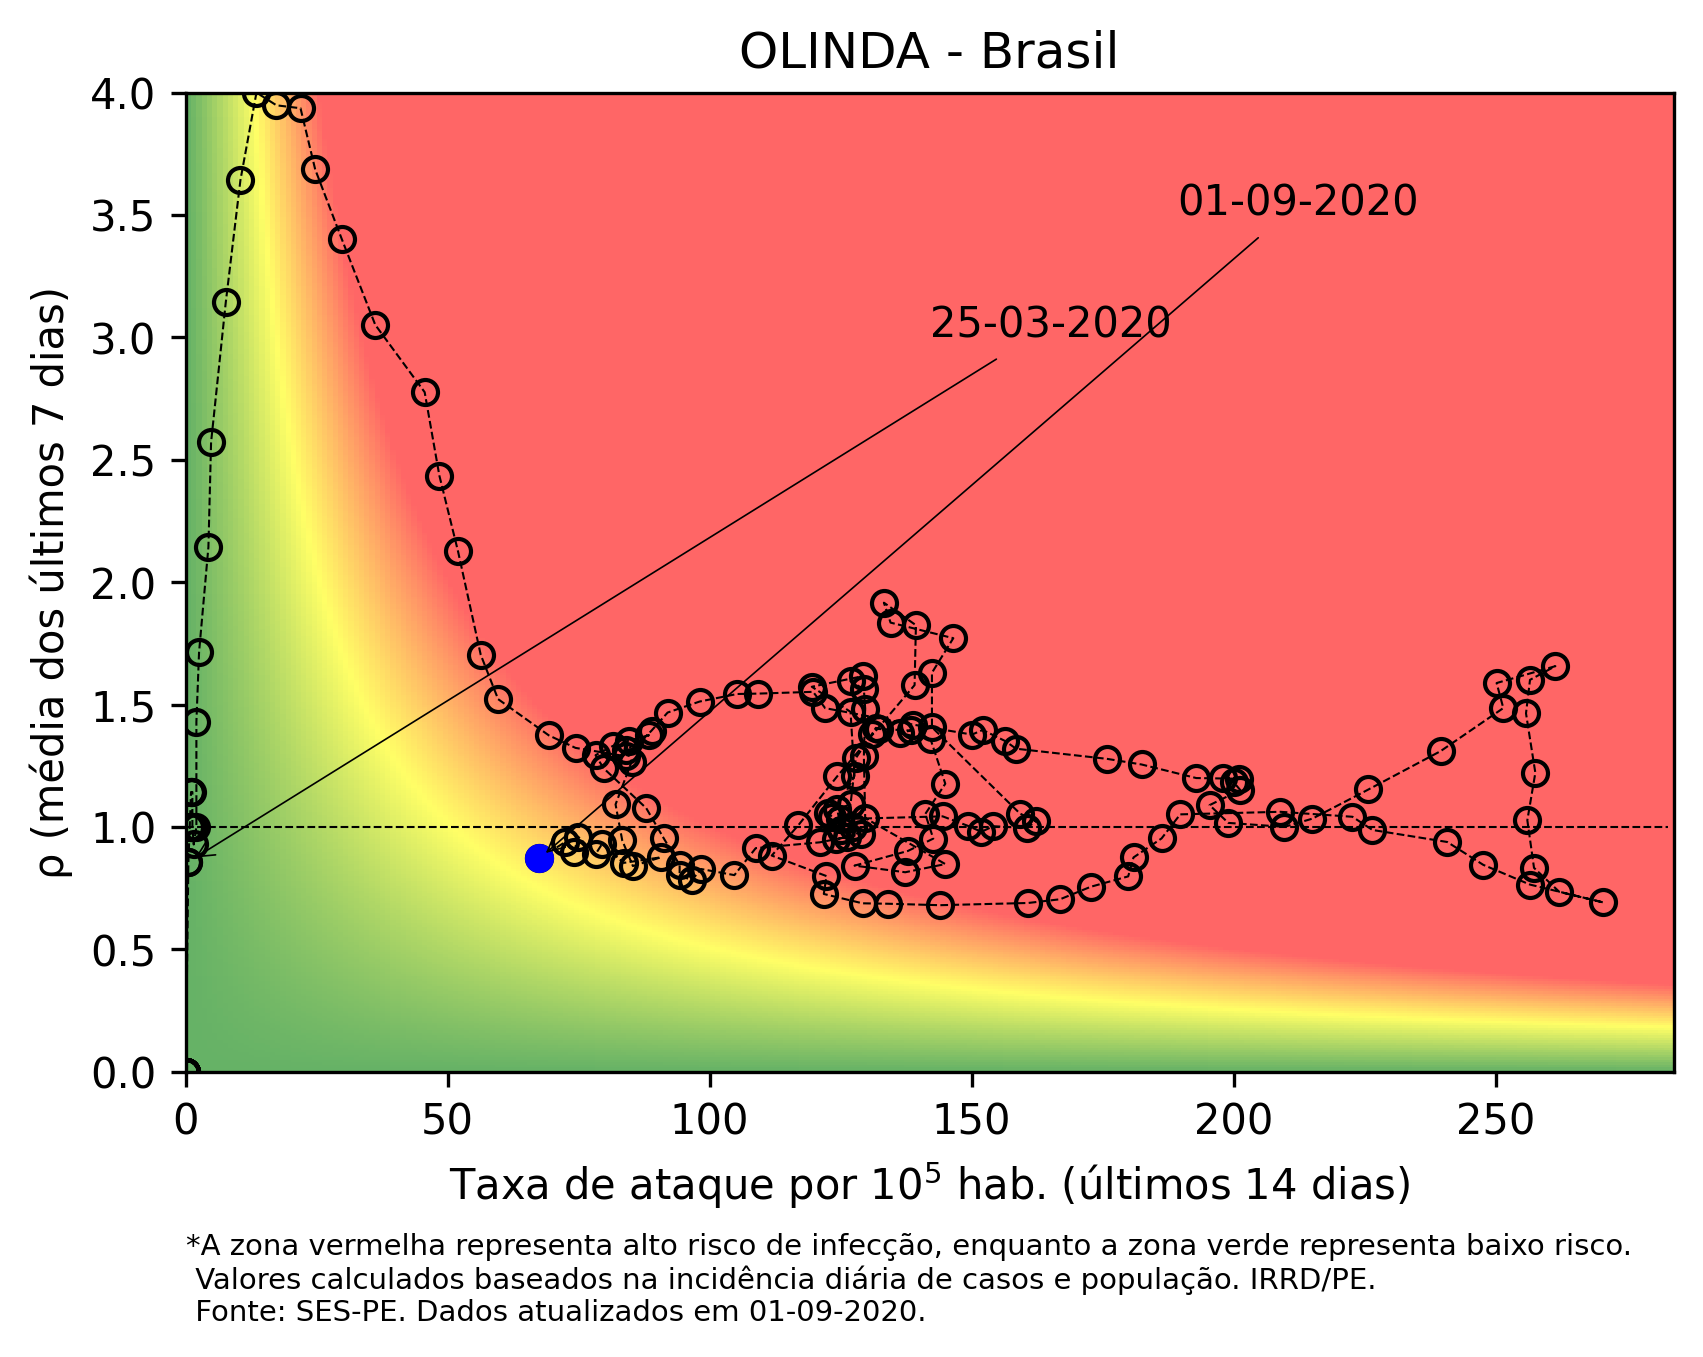 OLINDA - Brasil
4.0
3.5
3.0
2.5
2.0
1.5
1.0
0.5
0.0
ρ (média dos últimos 7 dias)
01-09-2020
25-03-2020
0 50 100 150 200 250
Taxa de ataque por 10⁵ hab. (últimos 14 dias)
*A zona vermelha representa alto risco de infecção, enquanto a zona verde representa baixo risco.
Valores calculados baseados na incidência diária de casos e população. IRRD/PE.
Fonte: SES-PE. Dados atualizados em 01-09-2020.